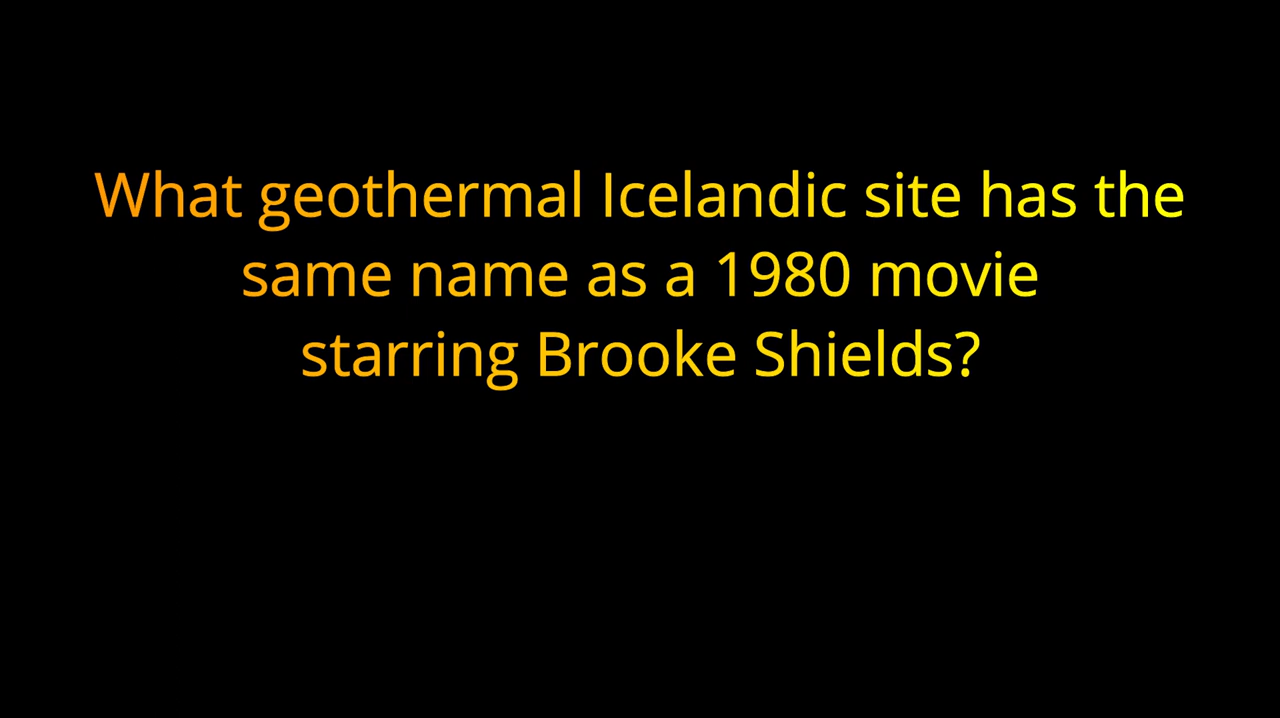 What geothermal Icelandic site has the
same name as a 1980 movie
starring Brooke Shields?